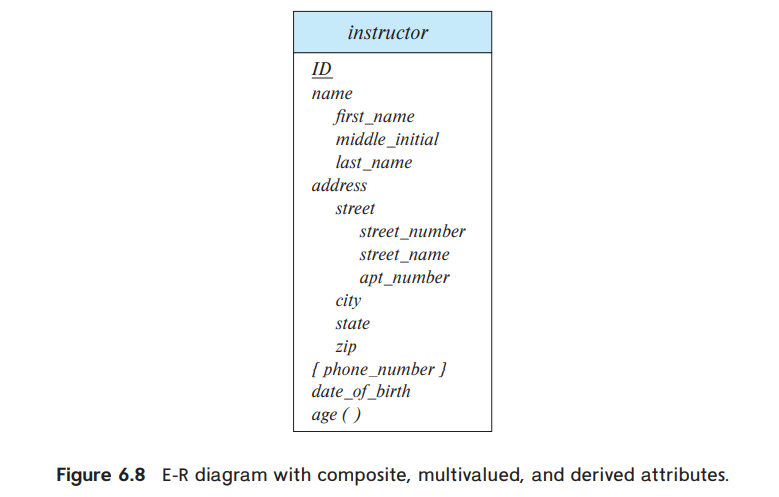 instructor
ID
name
first_name
middle_initial
last_name
address
street
street_number
street_name
apt_number
city
state
zip
[ phone_number ]
date_of_birth
age ( )
Figure 6.8 E-R diagram with composite, multivalued, and derived attributes.